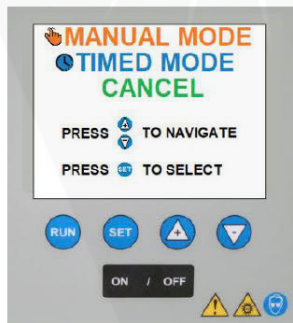 MANUAL MODE
TIMED MODE
CANCEL
PRESS TO NAVIGATE
PRESS SET TO SELECT
RUN SET + -
ON / OFF